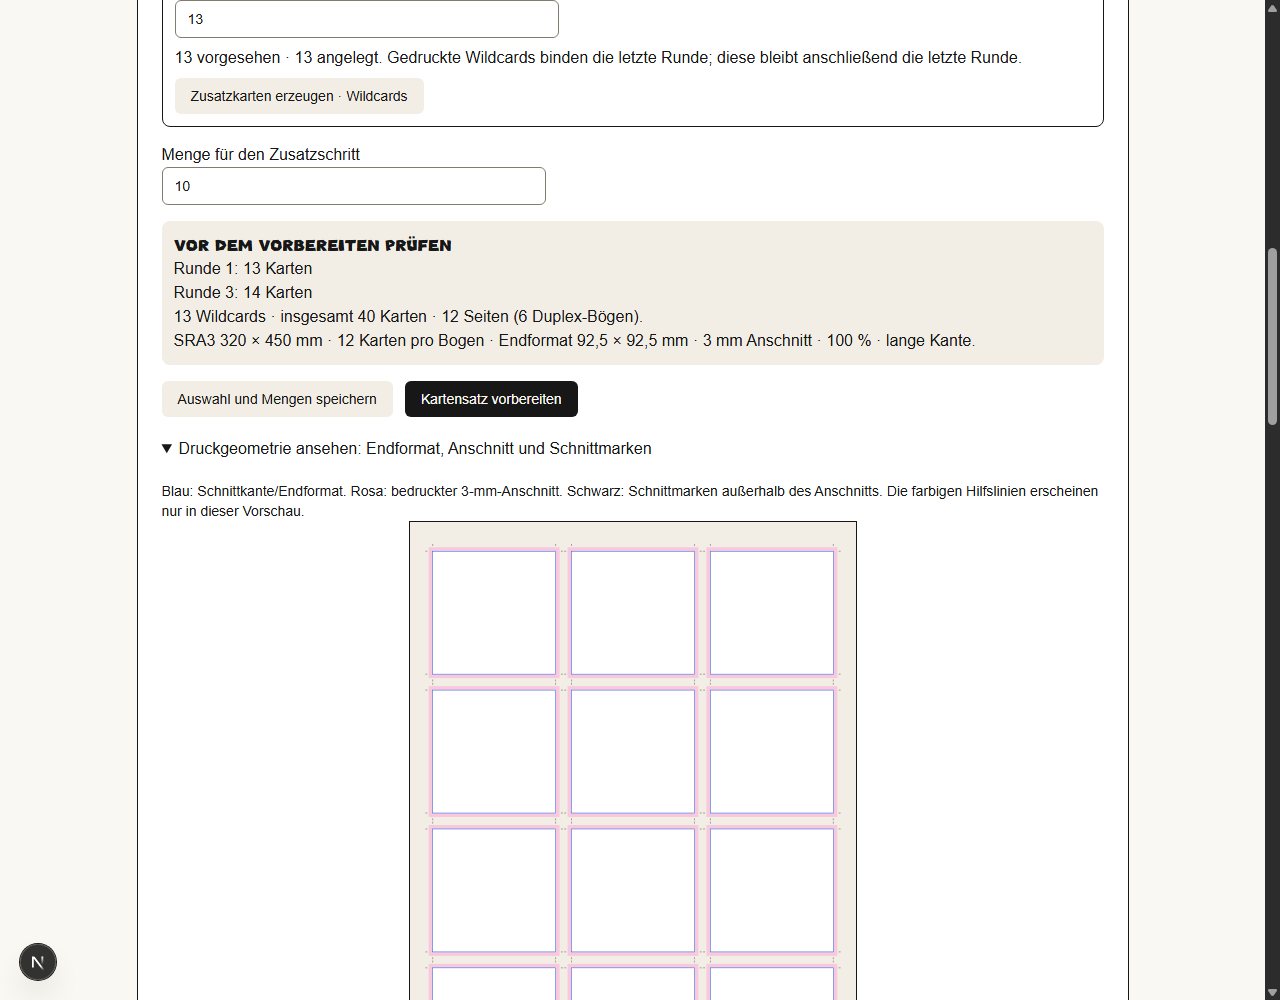 13
13 vorgesehen · 13 angelegt. Gedruckte Wildcards binden die letzte Runde; diese bleibt anschließend die letzte Runde.
Zusatzkarten erzeugen · Wildcards
Menge für den Zusatzschritt
10
VOR DEM VORBEREITEN PRÜFEN
Runde 1: 13 Karten
Runde 3: 14 Karten
13 Wildcards · insgesamt 40 Karten · 12 Seiten (6 Duplex-Bögen).
SRA3 320 × 450 mm · 12 Karten pro Bogen · Endformat 92,5 × 92,5 mm · 3 mm Anschnitt · 100 % · lange Kante.
Auswahl und Mengen speichern
Kartensatz vorbereiten
▼ Druckgeometrie ansehen: Endformat, Anschnitt und Schnittmarken
Blau: Schnittkante/Endformat. Rosa: bedruckter 3-mm-Anschnitt. Schwarz: Schnittmarken außerhalb des Anschnitts. Die farbigen Hilfslinien erscheinen
nur in dieser Vorschau.
N